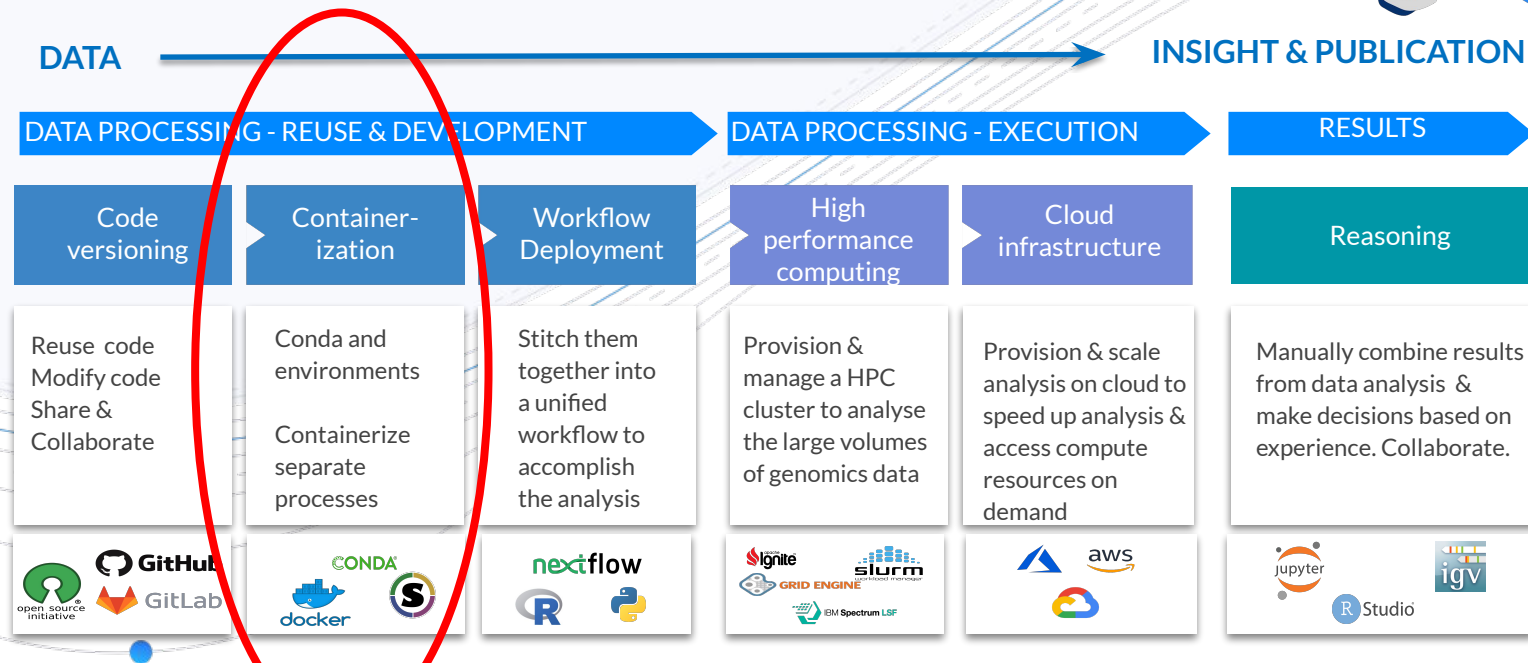 DATA
INSIGHT & PUBLICATION
DATA PROCESSING - REUSE & DEVELOPMENT
DATA PROCESSING - EXECUTION
RESULTS
Code
versioning
Container-
ization
Workflow
Deployment
High
performance
computing
Cloud
infrastructure
Reasoning
Reuse code
Modify code
Share &
Collaborate
Conda and
environments
Containerize
separate
processes
Stitch them
together into
a unified
workflow to
accomplish
the analysis
Provision &
manage a HPC
cluster to analyse
the large volumes
of genomics data
Provision & scale
analysis on cloud to
speed up analysis &
access compute
resources on
demand
Manually combine results
from data analysis &
make decisions based on
experience. Collaborate.
open source
initiative
GitHub
GitLab
CONDA
docker
S
nextflow
R
apache
Ignite
slurm
workload manager
GRID ENGINE
IBM Spectrum LSF
aws
jupyter
R Studio
igv